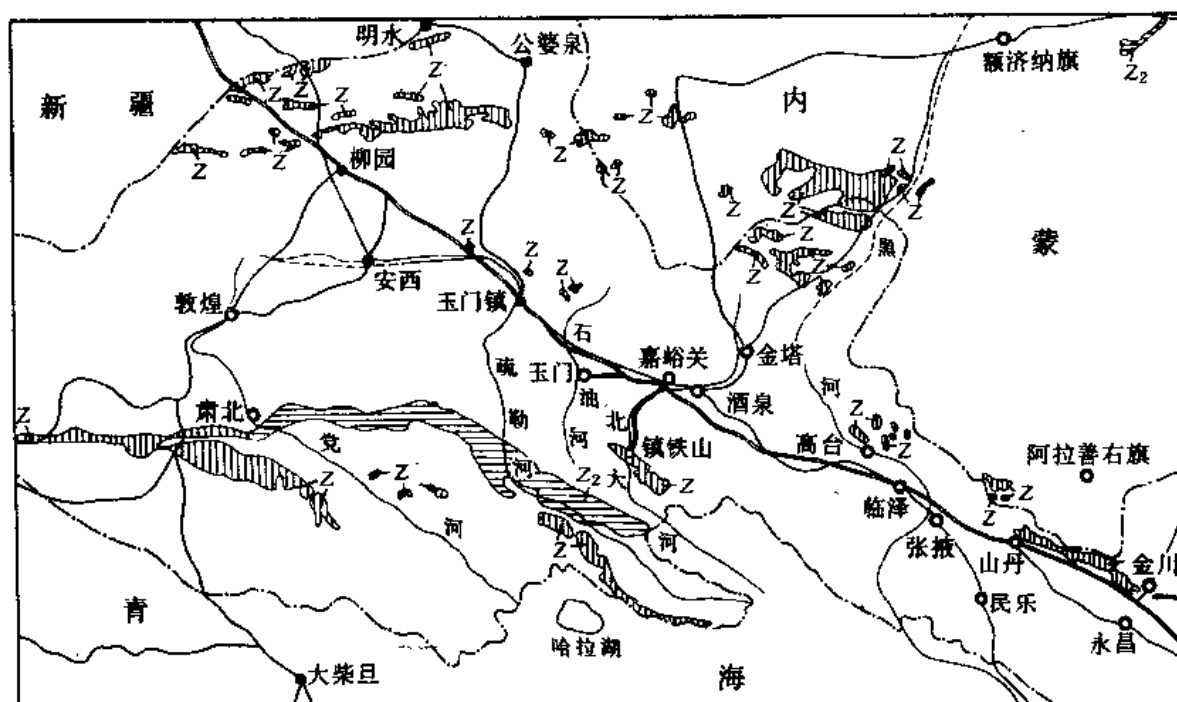 明水
公婆泉
额济纳旗
Z
Z₂
新疆
Z
Z
Z
Z
内
Z
Z
Z
柳园
Z
Z
Z
Z
Z
Z
Z
Z
Z
Z
黑
蒙
Z
Z
Z
安西
敦煌
玉门镇
石
疏
玉门
嘉峪关
金塔
肃北
勒
油
北
酒泉
河
Z
党
河
河
镇铁山
高台
Z
Z
阿拉善右旗
Z
Z
Z
Z₂
大
Z
临泽
Z
河
河
张掖
山丹
金川
Z
青
哈拉湖
民乐
永昌
大柴旦
海